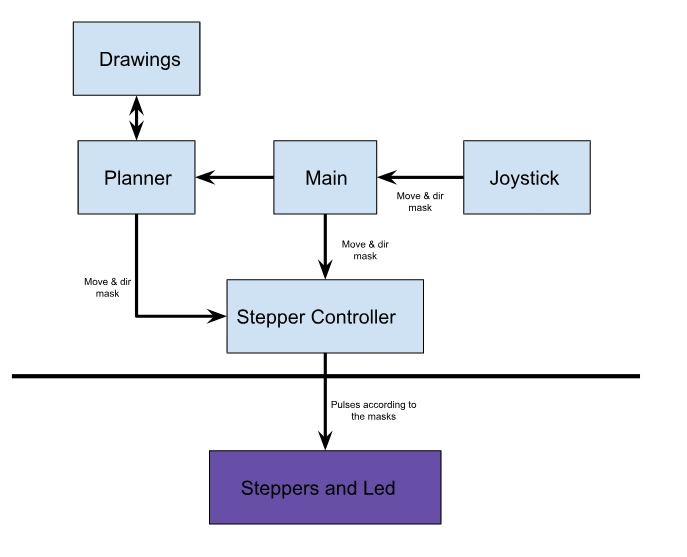 Drawings
Planner
Main
Joystick
Move & dir
mask
Move & dir
mask
Move & dir
mask
Stepper Controller
Pulses according to
the masks
Steppers and Led